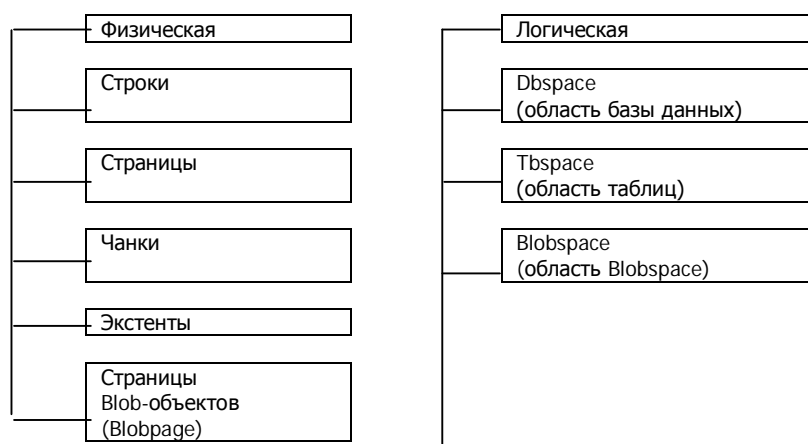 Физическая
Строки
Страницы
Чанки
Экстенты
Страницы
Blob-объектов
(Blobpage)
Логическая
Dbspace
(область базы данных)
Tbspace
(область таблиц)
Blobspace
(область Blobspace)